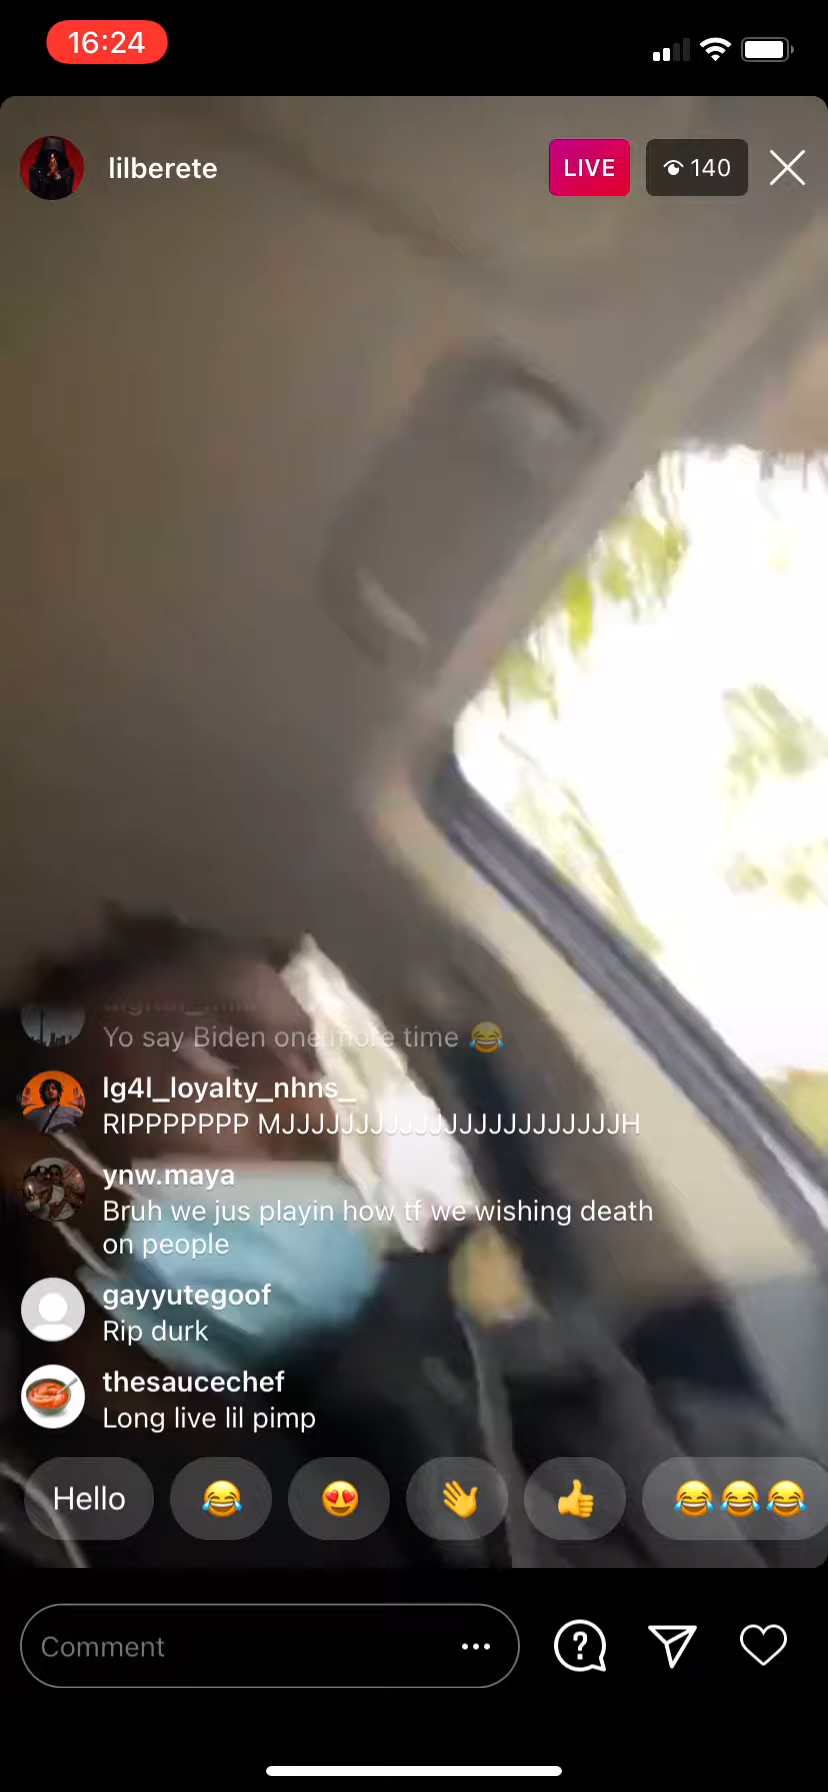 16:24
lilberete
LIVE
140
Yo say Biden one more time 😂
lg4l_loyalty_nhns_
RIPPPPPPP MJJJJJJJJJJJJJJJJJJJJJJJH
ynw.maya
Bruh we jus playin how tf we wishing death
on people
gayyutegoof
Rip durk
thesaucechef
Long live lil pimp
Hello 😂 😍 👋 👍 😂😂😂
Comment